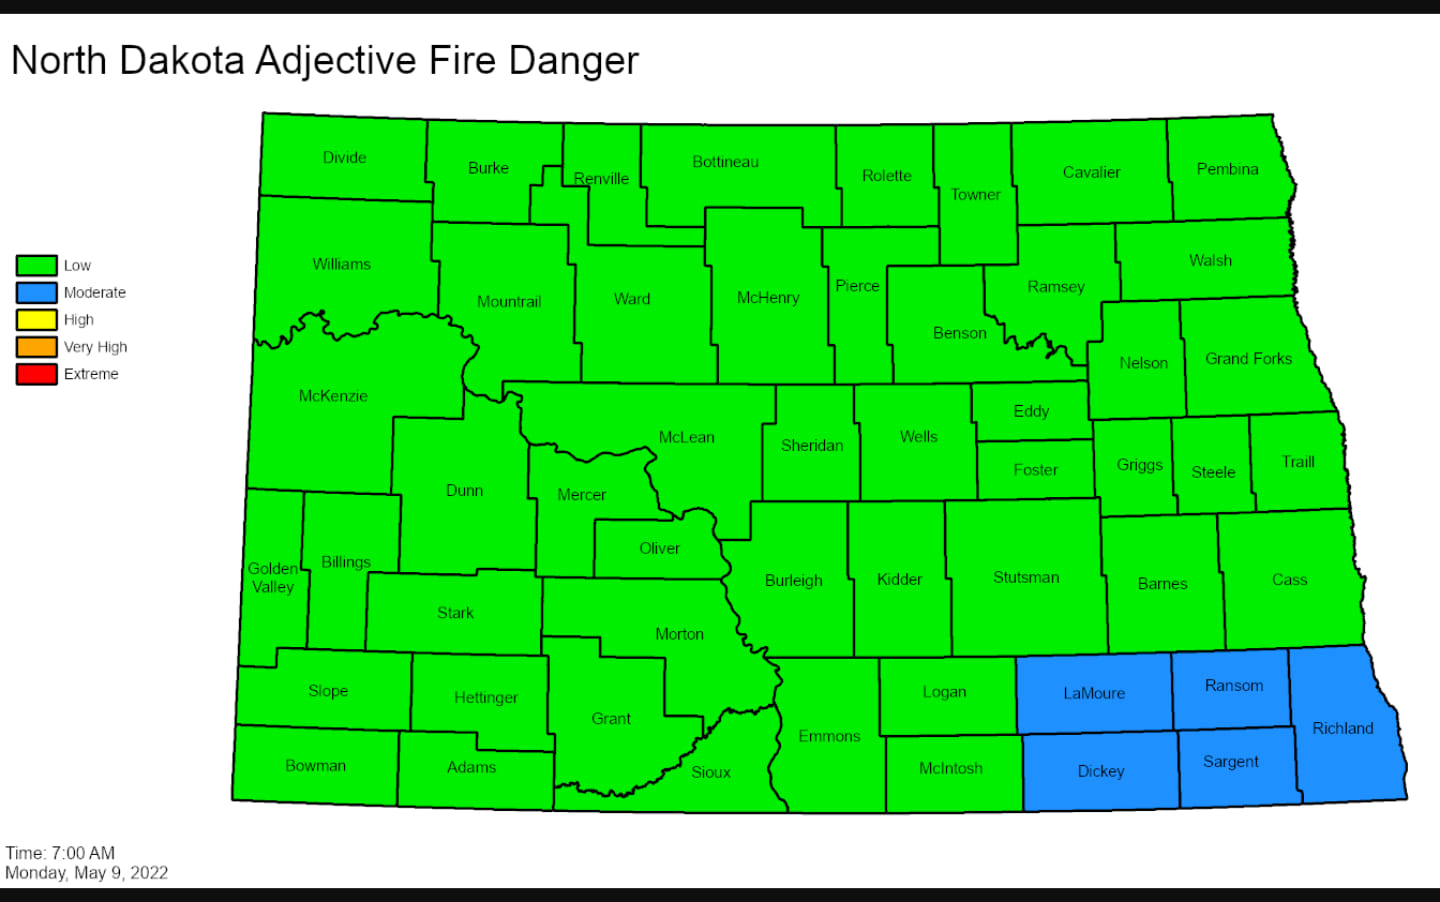 North Dakota Adjective Fire Danger
Divide
Burke
Renville
Bottineau
Rolette
Towner
Cavalier
Pembina
Williams
Mountrail
Ward
McHenry
Pierce
Benson
Ramsey
Walsh
Low
Moderate
High
Very High
Extreme
McKenzie
Nelson
Grand Forks
McLean
Sheridan
Wells
Eddy
Foster
Griggs
Steele
Traill
Dunn
Mercer
Oliver
Golden
Valley
Billings
Stark
Morton
Burleigh
Kidder
Stutsman
Barnes
Cass
Slope
Hettinger
Grant
Emmons
Logan
LaMoure
Ransom
Richland
Bowman
Adams
Sioux
McIntosh
Dickey
Sargent
Time: 7:00 AM
Monday, May 9, 2022